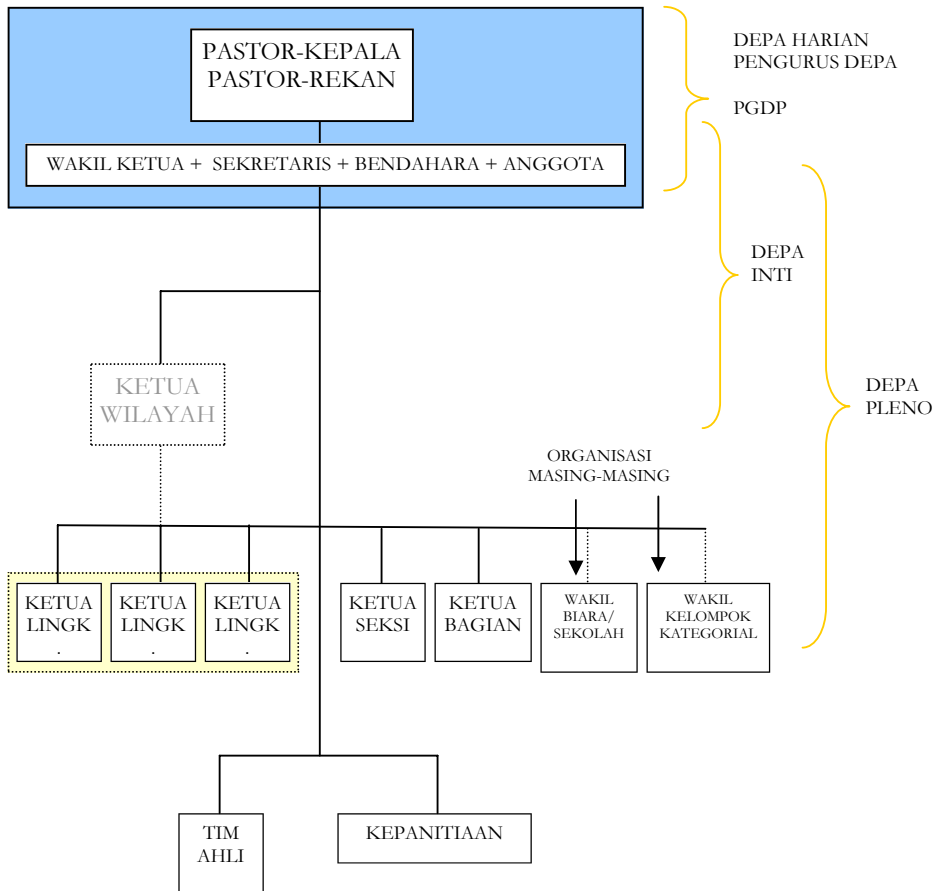 PASTOR-KEPALA
PASTOR-REKAN
DEPA HARIAN
PENGURUS DEPA
PGDP
WAKIL KETUA + SEKRETARIS + BENDAHARA + ANGGOTA
DEPA
INTI
KETUA
WILAYAH
DEPA
PLENO
ORGANISASI
MASING-MASING
KETUA
LINGK
.
KETUA
LINGK
.
KETUA
LINGK
.
KETUA
SEKSI
KETUA
BAGIAN
WAKIL
BIARA/
SEKOLAH
WAKIL
KELOMPOK
KATEGORIAL
TIM
AHLI
KEPANITIAAN